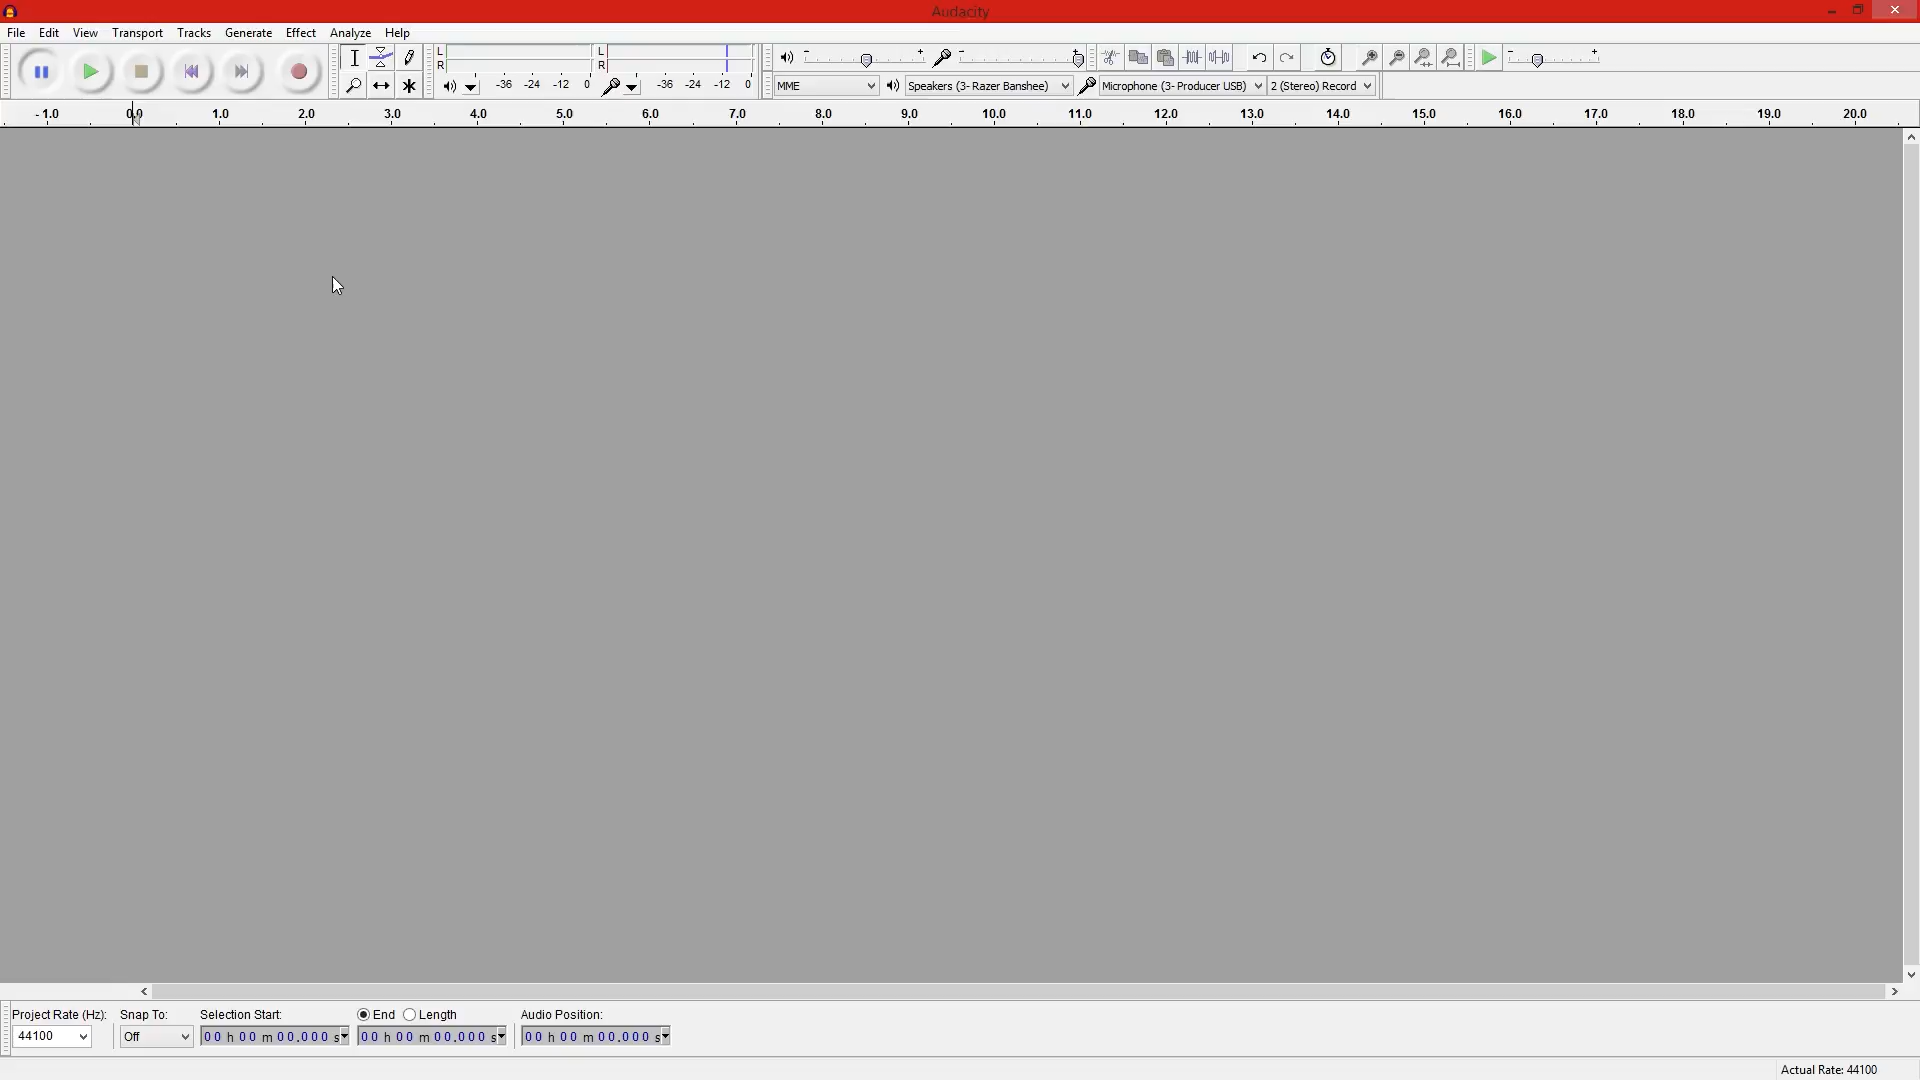 Audacity
File Edit View Transport Tracks Generate Effect Analyze Help
L R L R
-36 -24 -12 0 -36 -24 -12 0
MME Speakers (3- Razer Banshee) Microphone (3- Producer USB) 2 (Stereo) Record
- 1.0 0.0 1.0 2.0 3.0 4.0 5.0 6.0 7.0 8.0 9.0 10.0 11.0 12.0 13.0 14.0 15.0 16.0 17.0 18.0 19.0 20.0
Project Rate (Hz): Snap To: Selection Start: End Length Audio Position:
44100 Off 00 h 00 m 00.000 s 00 h 00 m 00.000 s 00 h 00 m 00.000 s
Actual Rate: 44100